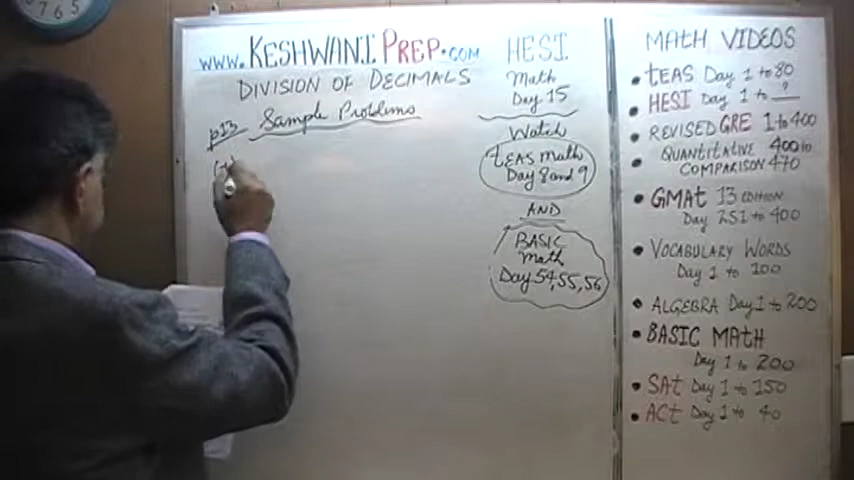 7 6 5
www.KESHWANIPREP.com
DIVISION OF DECIMALS
p13 Sample Problems
HESI
Math
Day 15
Watch
tEAS Math
Day 8 and 9
AND
BASIC
Math
Day 54, 55, 56
MATH VIDEOS
• tEAS Day 1 to 80
• HESI Day 1 to ?
• REVISED GRE 1 to 400
• QUANTITATIVE 400 to
COMPARISON 470
• GMAt 13 EDITION
Day 251 to 400
• VOCABULARY WORDS
Day 1 to 100
• ALGEBRA Day 1 to 200
• BASIC MATH
Day 1 to 200
• SAt Day 1 to 150
• ACt Day 1 to 40